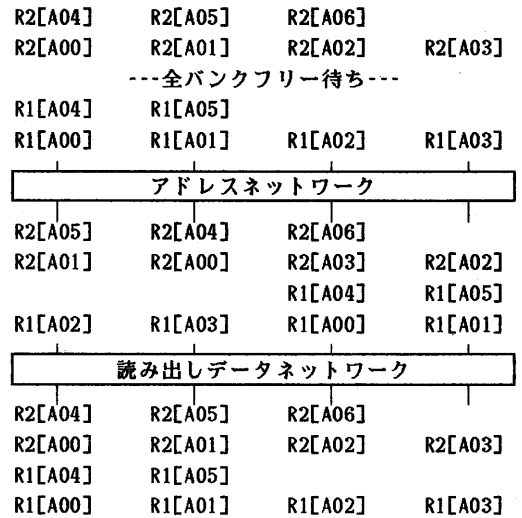 R2[A04] R2[A05] R2[A06]
R2[A00] R2[A01] R2[A02] R2[A03]
---全バンクフリー待ち---
R1[A04] R1[A05]
R1[A00] R1[A01] R1[A02] R1[A03]
アドレスネットワーク
R2[A05] R2[A04] R2[A06]
R2[A01] R2[A00] R2[A03] R2[A02]
R1[A04] R1[A05]
R1[A02] R1[A03] R1[A00] R1[A01]
読み出しデータネットワーク
R2[A04] R2[A05] R2[A06]
R2[A00] R2[A01] R2[A02] R2[A03]
R1[A04] R1[A05]
R1[A00] R1[A01] R1[A02] R1[A03]